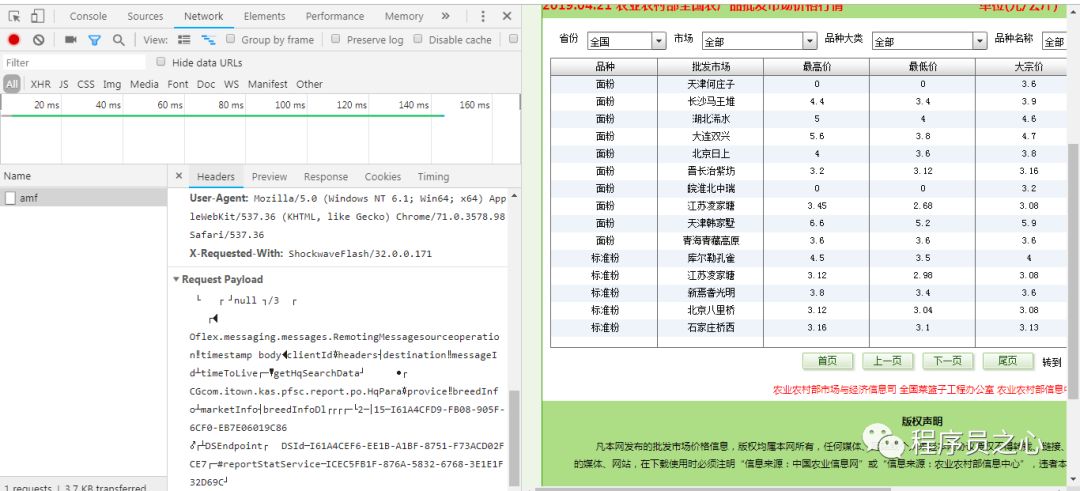 Console Sources Network Elements Performance Memory »
View: Group by frame Preserve log Disable cache
Filter Hide data URLs
All XHR JS CSS Img Media Font Doc WS Manifest Other
20 ms 40 ms 60 ms 80 ms 100 ms 120 ms 140 ms 160 ms
Name
amf
× Headers Preview Response Cookies Timing
User-Agent: Mozilla/5.0 (Windows NT 6.1; Win64; x64) App
leWebKit/537.36 (KHTML, like Gecko) Chrome/71.0.3578.98
Safari/537.36
X-Requested-With: ShockwaveFlash/32.0.0.171
▼ Request Payload
└ ┌ ┘null ┐/3 ┌
┌◀
Oflex.messaging.messages.RemotingMessagesourceoperatio
n!timestamp body◀clientId↕headers┤destination‼messageI
d┴timeToLive┌─getHqSearchData┘ ●┌
CGcom.itown.kas.pfsc.report.po.HqPara↕provice‼breedInf
o┴marketInfo┤breedInfoDl┌┌┌┌─└2─│15─I61A4CFD9-FB08-905F-
6CF0-EB7E06019C86
┌┴DSEndpoint┌ DSId─I61A4CEF6-EE1B-A1BF-8751-F73ACD02F
CE7┌─#reportStatService─ICEC5FB1F-876A-5832-6768-3E1E1F
32D69C┘
1 requests | 3.7 KB transferred
2019.04.21 农业农村部全国农产品批发市场价格行情 单位(元/公斤)
省份 全国 市场 全部 品种大类 全部 品种名称 全部
品种 批发市场 最高价 最低价 大宗价
面粉 天津何庄子 0 0 3.6
面粉 长沙马王堆 4.4 3.4 3.9
面粉 湖北浠水 5 4 4.6
面粉 大连双兴 5.6 3.8 4.7
面粉 北京日上 4 3.6 3.8
面粉 晋长治紫坊 3.2 3.12 3.16
面粉 皖淮北中瑞 0 0 3.2
面粉 江苏凌家塘 3.45 2.68 3.08
面粉 天津韩家墅 6.6 5.2 5.9
面粉 青海青藏高原 3.6 3.6 3.6
标准粉 库尔勒孔雀 4.5 3.5 4
标准粉 江苏凌家塘 3.12 2.98 3.08
标准粉 新焉耆光明 3.8 3.4 3.6
标准粉 北京八里桥 3.12 3.04 3.08
标准粉 石家庄桥西 3.16 3.1 3.13
首页 上一页 下一页 尾页 转到
农业农村部市场与经济信息司 全国菜篮子工程办公室 农业农村部信息中
版权声明
凡本网发布的批发市场价格信息，版权均属本网所有，任何媒体、
的媒体、网站，在下载使用时必须注明“信息来源：中国农业信息网”或“信息来源：农业农村部信息中心”，违者本
程序员之心